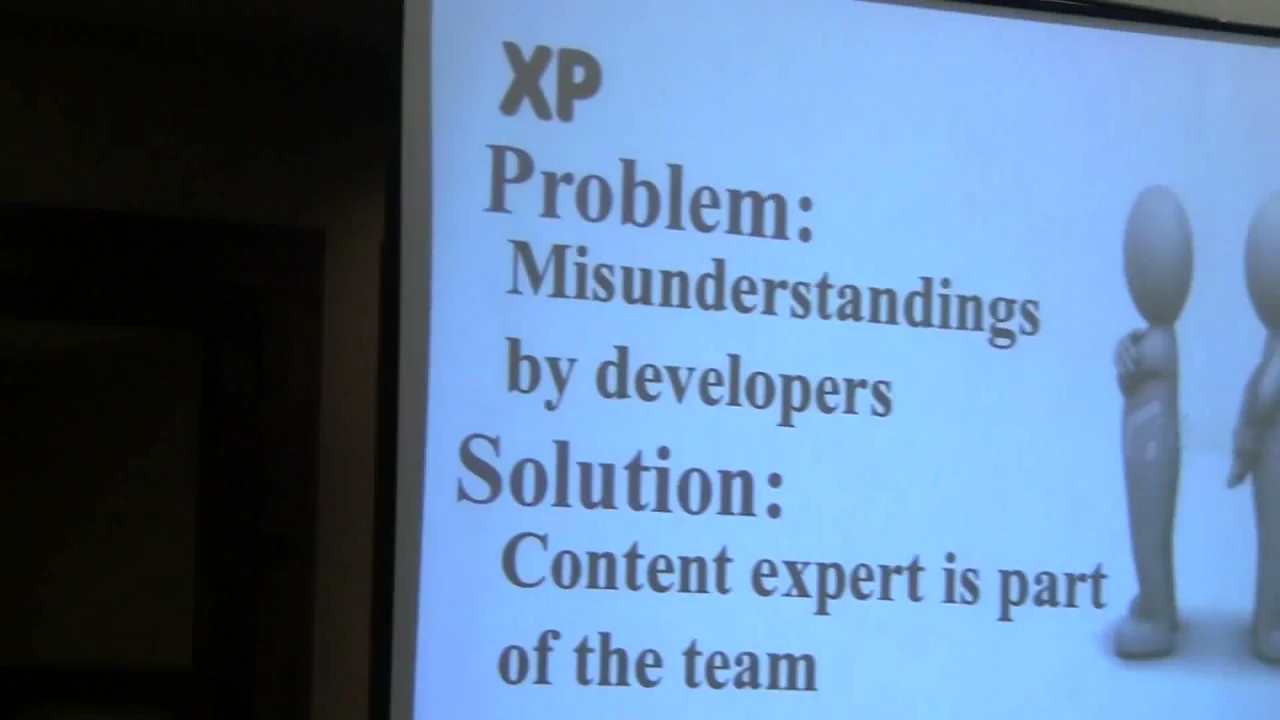 XP
Problem:
Misunderstandings
by developers
Solution:
Content expert is part
of the team